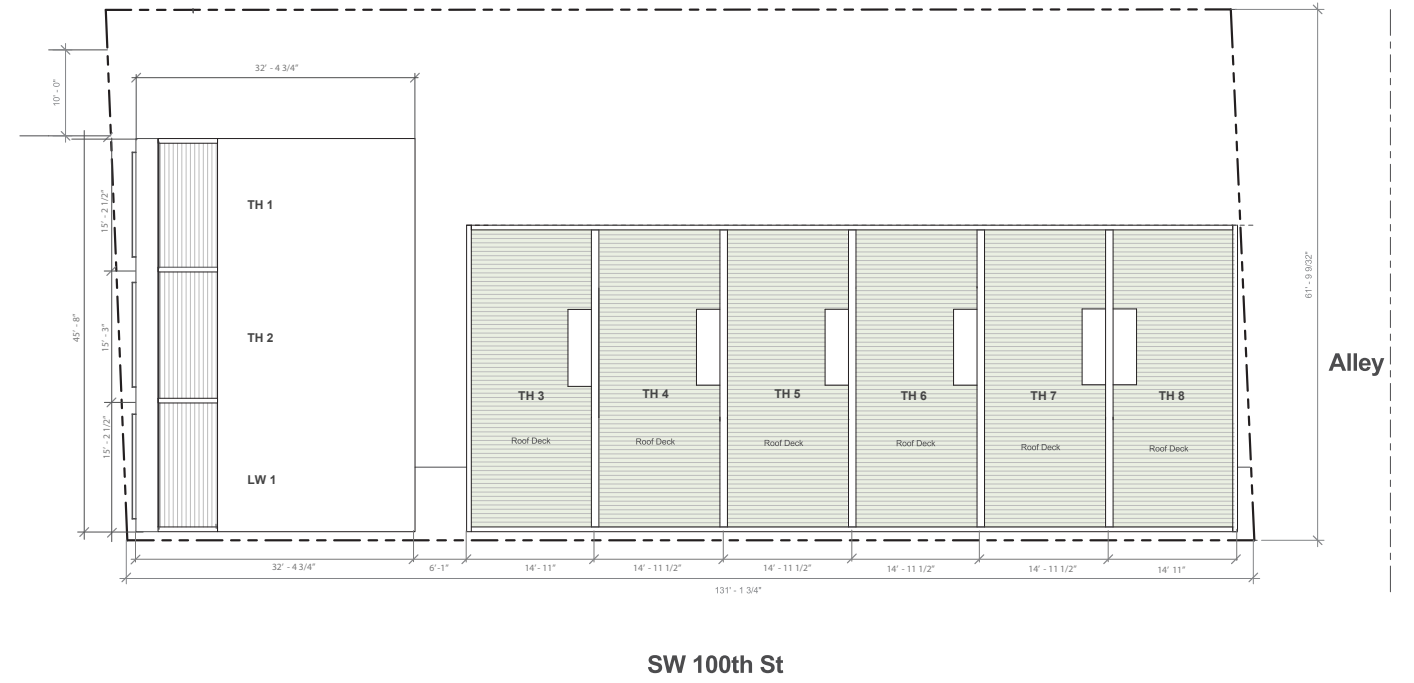 32' - 4 3/4"
10' - 0"
15' - 2 1/2"
TH 1
61' - 9 9/32"
45' - 8"
15' - 3"
TH 2
Alley
TH 3
TH 4
TH 5
TH 6
TH 7
TH 8
15' - 2 1/2"
Roof Deck
Roof Deck
Roof Deck
Roof Deck
Roof Deck
Roof Deck
LW 1
32' - 4 3/4"
6'-1"
14'- 11"
14' - 11 1/2"
14' - 11 1/2"
14' - 11 1/2"
14' - 11 1/2"
14' 11"
131' - 1 3/4"
SW 100th St